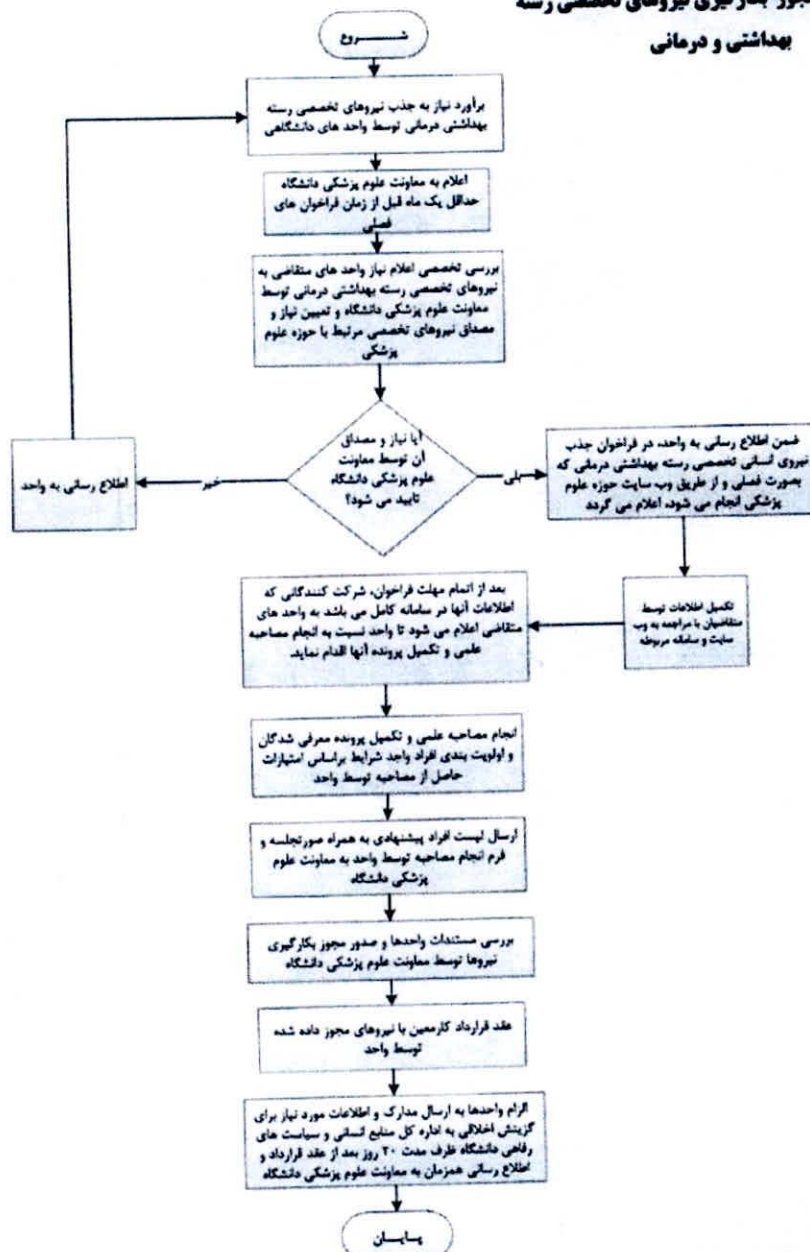 مجوز بکارگیری نیروهای تخصصی رسته
بهداشتی و درمانی
شـــروع
برآورد نیاز به جذب نیروهای تخصصی رسته
بهداشتی درمانی توسط واحد های دانشگاهی
اعلام به معاونت علوم پزشکی دانشگاه
حداقل یک ماه قبل از زمان فراخوان های
فصلی
بررسی تخصصی اعلام نیاز واحد های متقاضی به
نیروهای تخصصی رسته بهداشتی درمانی توسط
معاونت علوم پزشکی دانشگاه و تعیین نیاز و
مصداق نیروهای تخصصی مرتبط با حوزه علوم
پزشکی
آیا نیاز و مصداق
آن توسط معاونت
علوم پزشکی دانشگاه
تایید می شود؟
خیر
اطلاع رسانی به واحد
بلی
ضمن اطلاع رسانی به واحد، در فراخوان جذب
نیروی انسانی تخصصی رسته بهداشتی درمانی که
بصورت فصلی و از طریق وب سایت حوزه علوم
پزشکی انجام می شود، اعلام می گردد
تکمیل اطلاعات توسط
متقاضیان با مراجعه به وب
سایت و سامانه مربوطه
بعد از اتمام مهلت فراخوان، شرکت کنندگانی که
اطلاعات آنها در سامانه کامل می باشد به واحد های
متقاضی اعلام می شود تا واحد نسبت به انجام مصاحبه
علمی و تکمیل پرونده آنها اقدام نماید.
انجام مصاحبه علمی و تکمیل پرونده معرفی شدگان
و اولویت بندی افراد واجد شرایط براساس امتیازات
حاصل از مصاحبه توسط واحد
ارسال لیست افراد پیشنهادی به همراه صورتجلسه و
فرم انجام مصاحبه توسط واحد به معاونت علوم
پزشکی دانشگاه
بررسی مستندات واحدها و صدور مجوز بکارگیری
نیروها توسط معاونت علوم پزشکی دانشگاه
عقد قرارداد کارمعین با نیروهای مجوز داده شده
توسط واحد
الزام واحدها به ارسال مدارک و اطلاعات مورد نیاز برای
گزینش اخلاقی به اداره کل منابع انسانی و سیاست های
رفاهی دانشگاه ظرف مدت ۲۰ روز بعد از عقد قرارداد و
اطلاع رسانی همزمان به معاونت علوم پزشکی دانشگاه
پـایـان